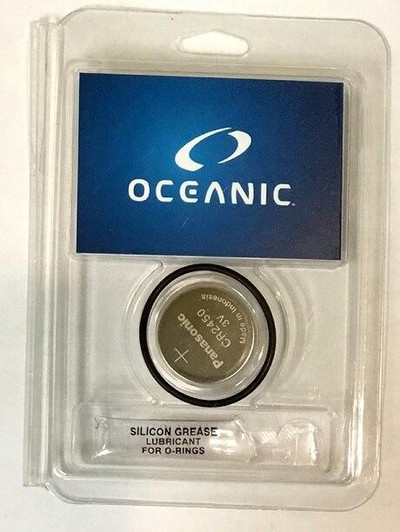 OCEANIC
Made in Indonesia
3V
CR2450
Panasonic
+
SILICON GREASE
LUBRICANT
FOR O-RINGS